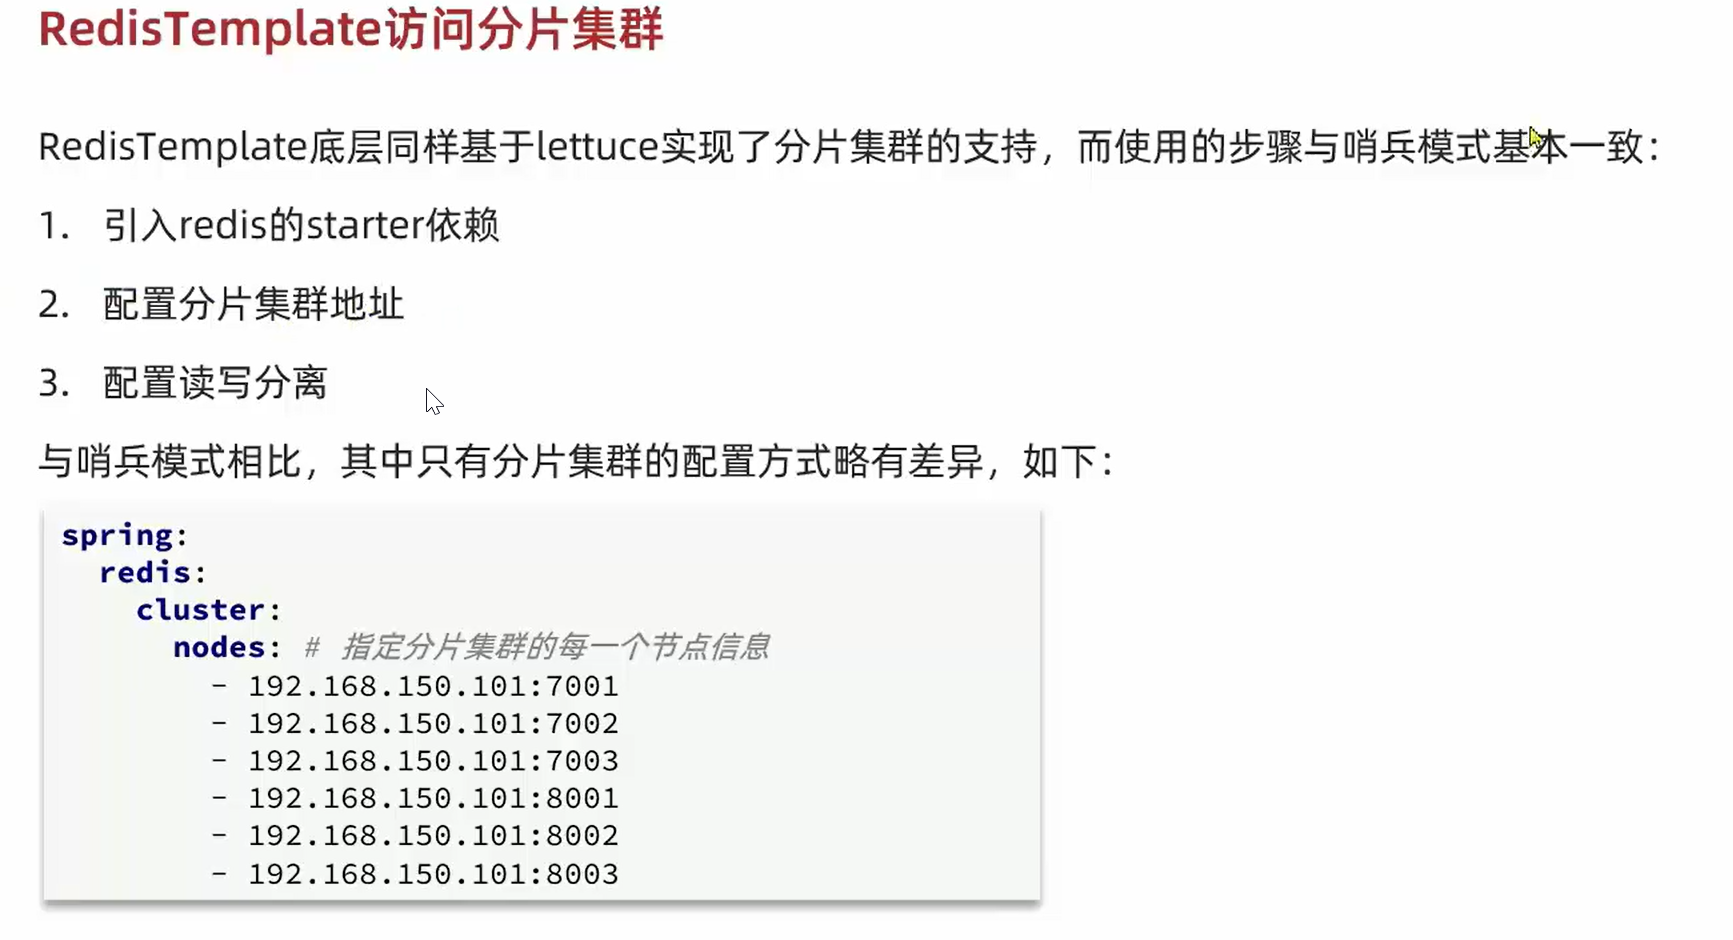 RedisTemplate访问分片集群
RedisTemplate底层同样基于lettuce实现了分片集群的支持，而使用的步骤与哨兵模式基本一致：
1. 引入redis的starter依赖
2. 配置分片集群地址
3. 配置读写分离
与哨兵模式相比，其中只有分片集群的配置方式略有差异，如下：
spring:
  redis:
    cluster:
      nodes: # 指定分片集群的每一个节点信息
        - 192.168.150.101:7001
        - 192.168.150.101:7002
        - 192.168.150.101:7003
        - 192.168.150.101:8001
        - 192.168.150.101:8002
        - 192.168.150.101:8003